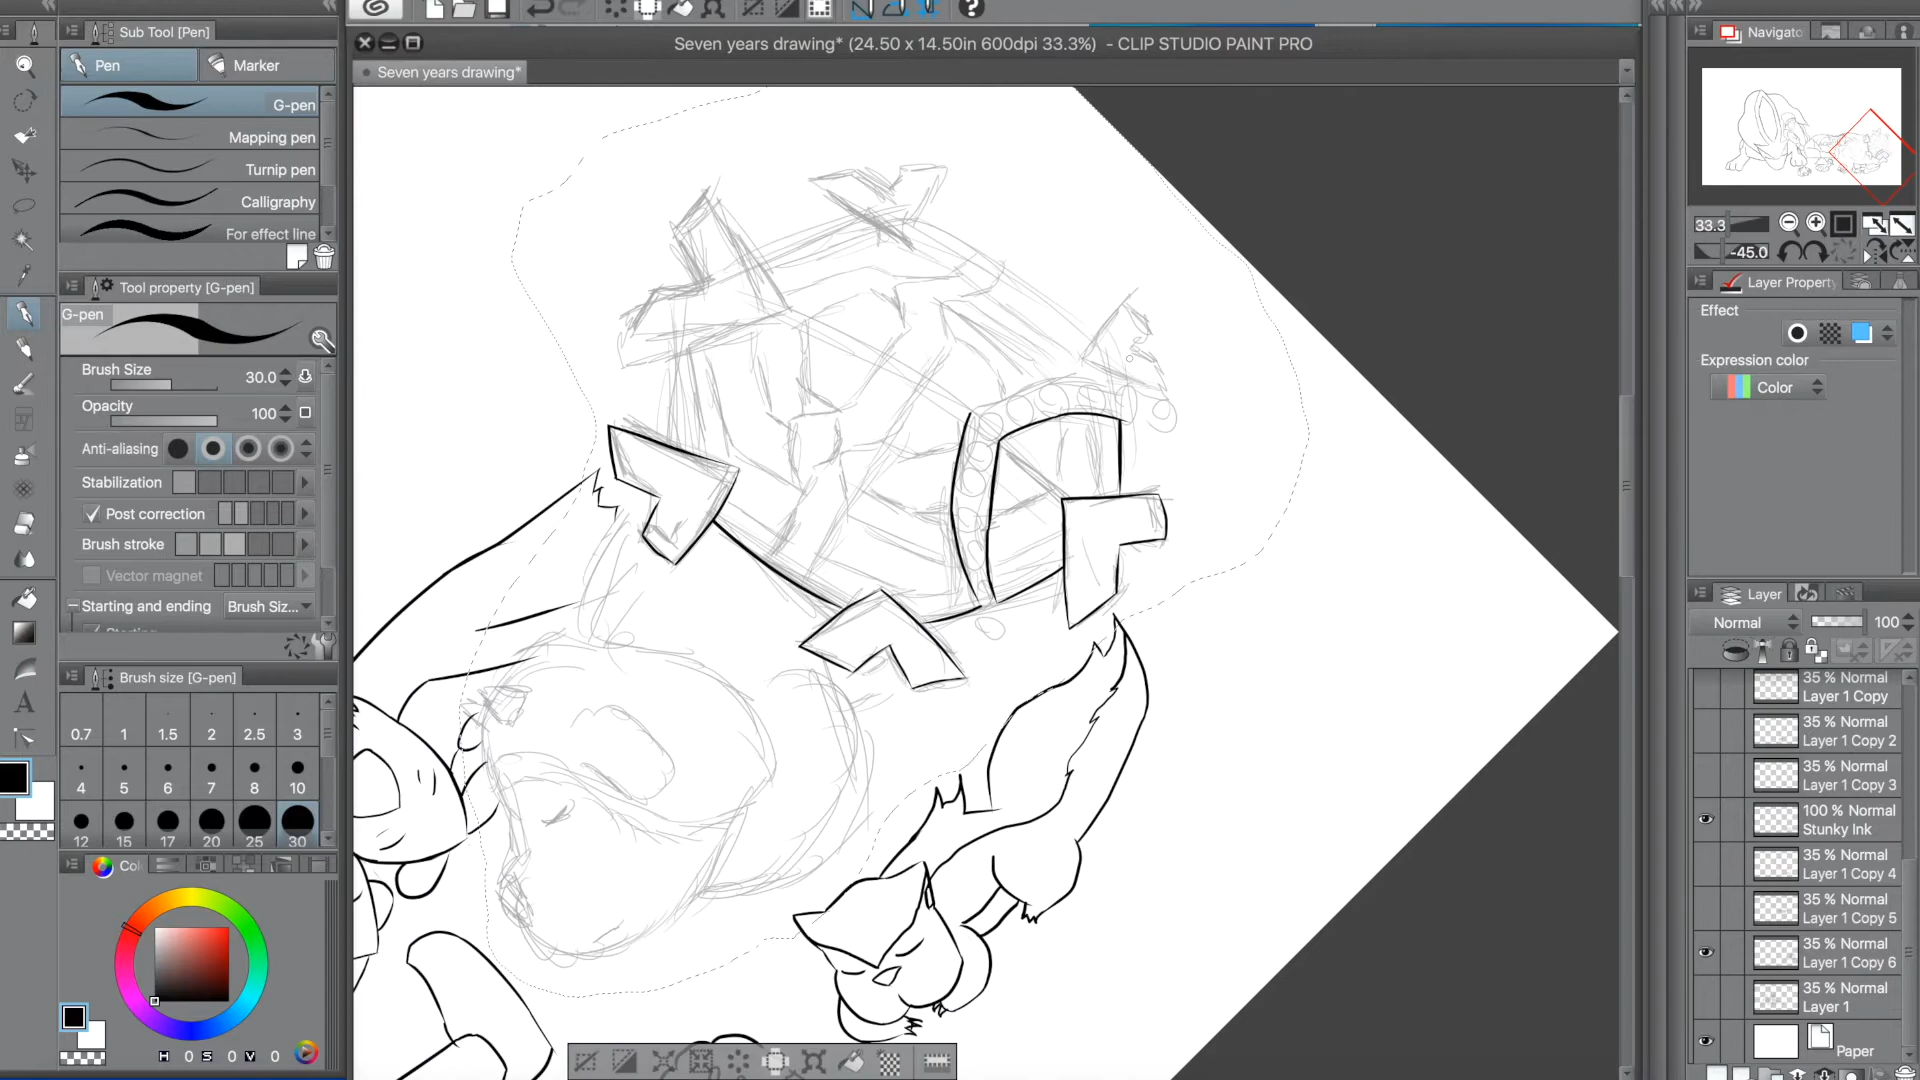 Sub Tool [Pen]
Pen
Marker
G-pen
Mapping pen
Turnip pen
Calligraphy
For effect line
Tool property [G-pen]
G-pen
Brush Size
30.0
Opacity
100
Anti-aliasing
Stabilization
Post correction
Brush stroke
Vector magnet
Starting and ending
Brush Siz...
Brush size [G-pen]
0.7 1 1.5 2 2.5 3
4 5 6 7 8 10
12 15 17 20 25 30
H 0 S 0 V 0
Seven years drawing* (24.50 x 14.50in 600dpi 33.3%) - CLIP STUDIO PAINT PRO
Seven years drawing*
33.3
-45.0
Layer Property
Effect
Expression color
Color
Layer
Normal
100
35 % Normal
Layer 1 Copy
35 % Normal
Layer 1 Copy 2
35 % Normal
Layer 1 Copy 3
100 % Normal
Stunky Ink
35 % Normal
Layer 1 Copy 4
35 % Normal
Layer 1 Copy 5
35 % Normal
Layer 1 Copy 6
35 % Normal
Layer 1
Paper